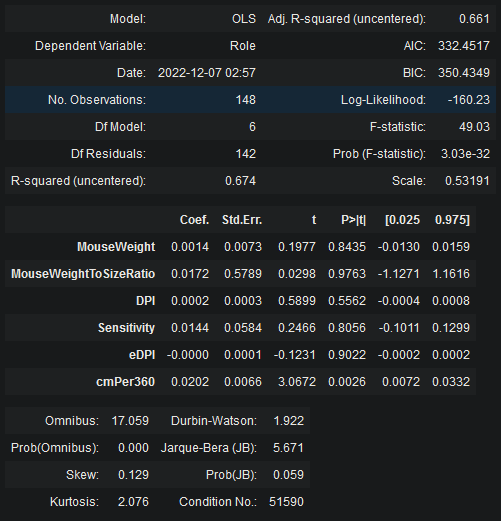 Model: OLS Adj. R-squared (uncentered): 0.661
Dependent Variable: Role AIC: 332.4517
Date: 2022-12-07 02:57 BIC: 350.4349
No. Observations: 148 Log-Likelihood: -160.23
Df Model: 6 F-statistic: 49.03
Df Residuals: 142 Prob (F-statistic): 3.03e-32
R-squared (uncentered): 0.674 Scale: 0.53191
Coef. Std.Err. t P>|t| [0.025 0.975]
MouseWeight 0.0014 0.0073 0.1977 0.8435 -0.0130 0.0159
MouseWeightToSizeRatio 0.0172 0.5789 0.0298 0.9763 -1.1271 1.1616
DPI 0.0002 0.0003 0.5899 0.5562 -0.0004 0.0008
Sensitivity 0.0144 0.0584 0.2466 0.8056 -0.1011 0.1299
eDPI -0.0000 0.0001 -0.1231 0.9022 -0.0002 0.0002
cmPer360 0.0202 0.0066 3.0672 0.0026 0.0072 0.0332
Omnibus: 17.059 Durbin-Watson: 1.922
Prob(Omnibus): 0.000 Jarque-Bera (JB): 5.671
Skew: 0.129 Prob(JB): 0.059
Kurtosis: 2.076 Condition No.: 51590